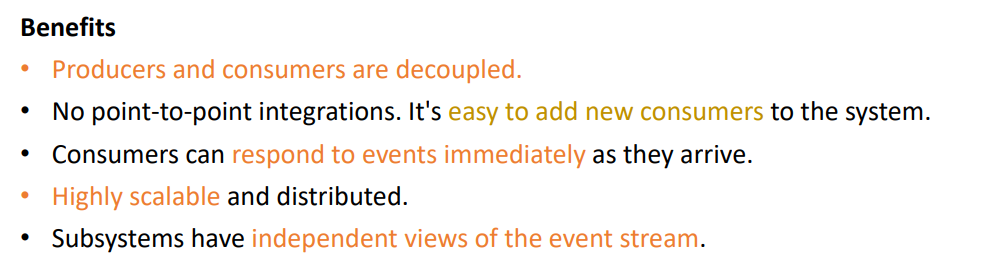 Benefits
• Producers and consumers are decoupled.
• No point-to-point integrations. It's easy to add new consumers to the system.
• Consumers can respond to events immediately as they arrive.
• Highly scalable and distributed.
• Subsystems have independent views of the event stream.